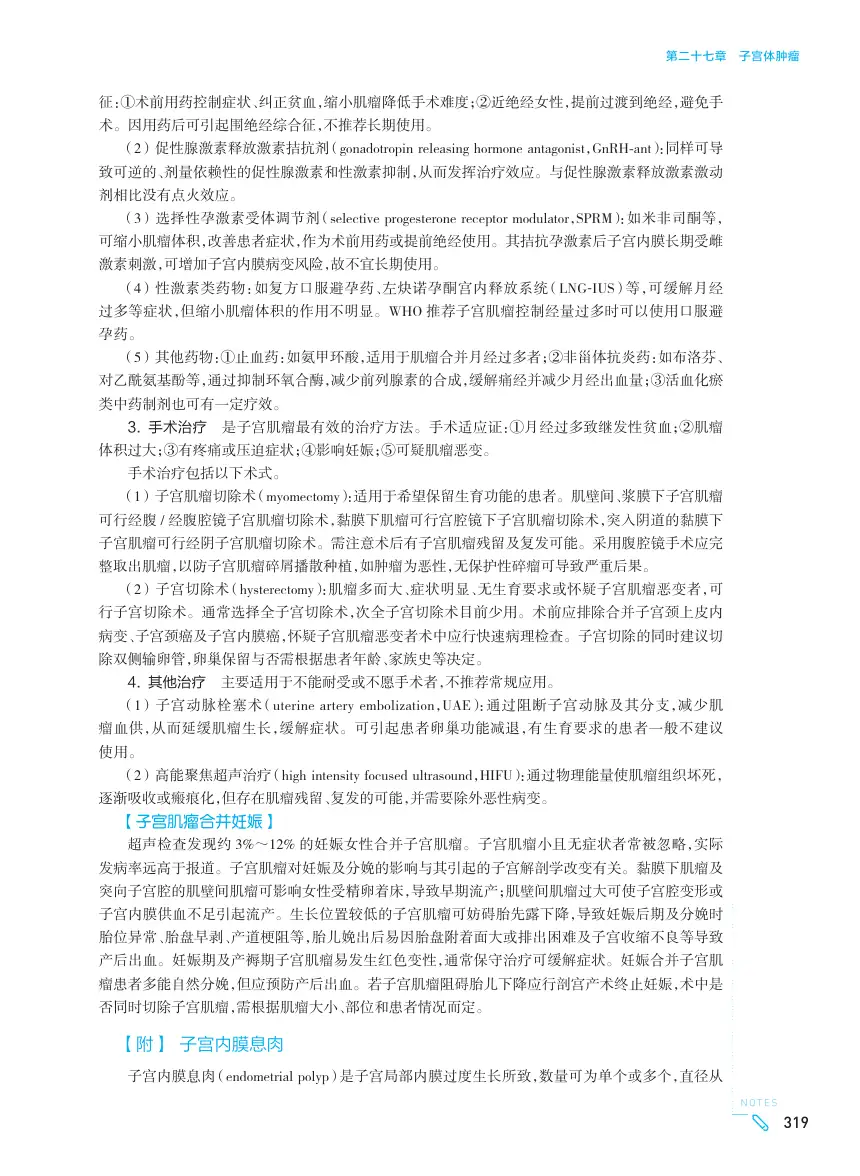 第二十七章 子宫体肿瘤
征:①术前用药控制症状、纠正贫血,缩小肌瘤降低手术难度;②近绝经女性,提前过渡到绝经,避免手
术。因用药后可引起围绝经综合征,不推荐长期使用。
(2)促性腺激素释放激素拮抗剂(gonadotropin releasing hormone antagonist,GnRH-ant):同样可导
致可逆的、剂量依赖性的促性腺激素和性激素抑制,从而发挥治疗效应。与促性腺激素释放激素激动
剂相比没有点火效应。
(3)选择性孕激素受体调节剂(selective progesterone receptor modulator,SPRM):如米非司酮等,
可缩小肌瘤体积,改善患者症状,作为术前用药或提前绝经使用。其拮抗孕激素后子宫内膜长期受雌
激素刺激,可增加子宫内膜病变风险,故不宜长期使用。
(4)性激素类药物:如复方口服避孕药、左炔诺孕酮宫内释放系统(LNG-IUS)等,可缓解月经
过多等症状,但缩小肌瘤体积的作用不明显。WHO 推荐子宫肌瘤控制经量过多时可以使用口服避
孕药。
(5)其他药物:①止血药:如氨甲环酸,适用于肌瘤合并月经过多者;②非甾体抗炎药:如布洛芬、
对乙酰氨基酚等,通过抑制环氧合酶,减少前列腺素的合成,缓解痛经并减少月经出血量;③活血化瘀
类中药制剂也可有一定疗效。
3. 手术治疗 是子宫肌瘤最有效的治疗方法。手术适应证:①月经过多致继发性贫血;②肌瘤
体积过大;③有疼痛或压迫症状;④影响妊娠;⑤可疑肌瘤恶变。
手术治疗包括以下术式。
(1)子宫肌瘤切除术(myomectomy):适用于希望保留生育功能的患者。肌壁间、浆膜下子宫肌瘤
可行经腹 / 经腹腔镜子宫肌瘤切除术,黏膜下肌瘤可行宫腔镜下子宫肌瘤切除术,突入阴道的黏膜下
子宫肌瘤可行经阴子宫肌瘤切除术。需注意术后有子宫肌瘤残留及复发可能。采用腹腔镜手术应完
整取出肌瘤,以防子宫肌瘤碎屑播散种植,如肿瘤为恶性,无保护性碎瘤可导致严重后果。
(2)子宫切除术(hysterectomy):肌瘤多而大、症状明显、无生育要求或怀疑子宫肌瘤恶变者,可
行子宫切除术。通常选择全子宫切除术,次全子宫切除术目前少用。术前应排除合并子宫颈上皮内
病变、子宫颈癌及子宫内膜癌,怀疑子宫肌瘤恶变者术中应行快速病理检查。子宫切除的同时建议切
除双侧输卵管,卵巢保留与否需根据患者年龄、家族史等决定。
4. 其他治疗 主要适用于不能耐受或不愿手术者,不推荐常规应用。
(1)子宫动脉栓塞术(uterine artery embolization,UAE):通过阻断子宫动脉及其分支,减少肌
瘤血供,从而延缓肌瘤生长,缓解症状。可引起患者卵巢功能减退,有生育要求的患者一般不建议
使用。
(2)高能聚焦超声治疗(high intensity focused ultrasound,HIFU):通过物理能量使肌瘤组织坏死,
逐渐吸收或瘢痕化,但存在肌瘤残留、复发的可能,并需要除外恶性病变。
【子宫肌瘤合并妊娠】
超声检查发现约 3%～12% 的妊娠女性合并子宫肌瘤。子宫肌瘤小且无症状者常被忽略,实际
发病率远高于报道。子宫肌瘤对妊娠及分娩的影响与其引起的子宫解剖学改变有关。黏膜下肌瘤及
突向子宫腔的肌壁间肌瘤可影响女性受精卵着床,导致早期流产;肌壁间肌瘤过大可使子宫腔变形或
子宫内膜供血不足引起流产。生长位置较低的子宫肌瘤可妨碍胎先露下降,导致妊娠后期及分娩时
胎位异常、胎盘早剥、产道梗阻等,胎儿娩出后易因胎盘附着面大或排出困难及子宫收缩不良等导致
产后出血。妊娠期及产褥期子宫肌瘤易发生红色变性,通常保守治疗可缓解症状。妊娠合并子宫肌
瘤患者多能自然分娩,但应预防产后出血。若子宫肌瘤阻碍胎儿下降应行剖宫产术终止妊娠,术中是
否同时切除子宫肌瘤,需根据肌瘤大小、部位和患者情况而定。
【附】 子宫内膜息肉
子宫内膜息肉(endometrial polyp)是子宫局部内膜过度生长所致,数量可为单个或多个,直径从
NOTES
319